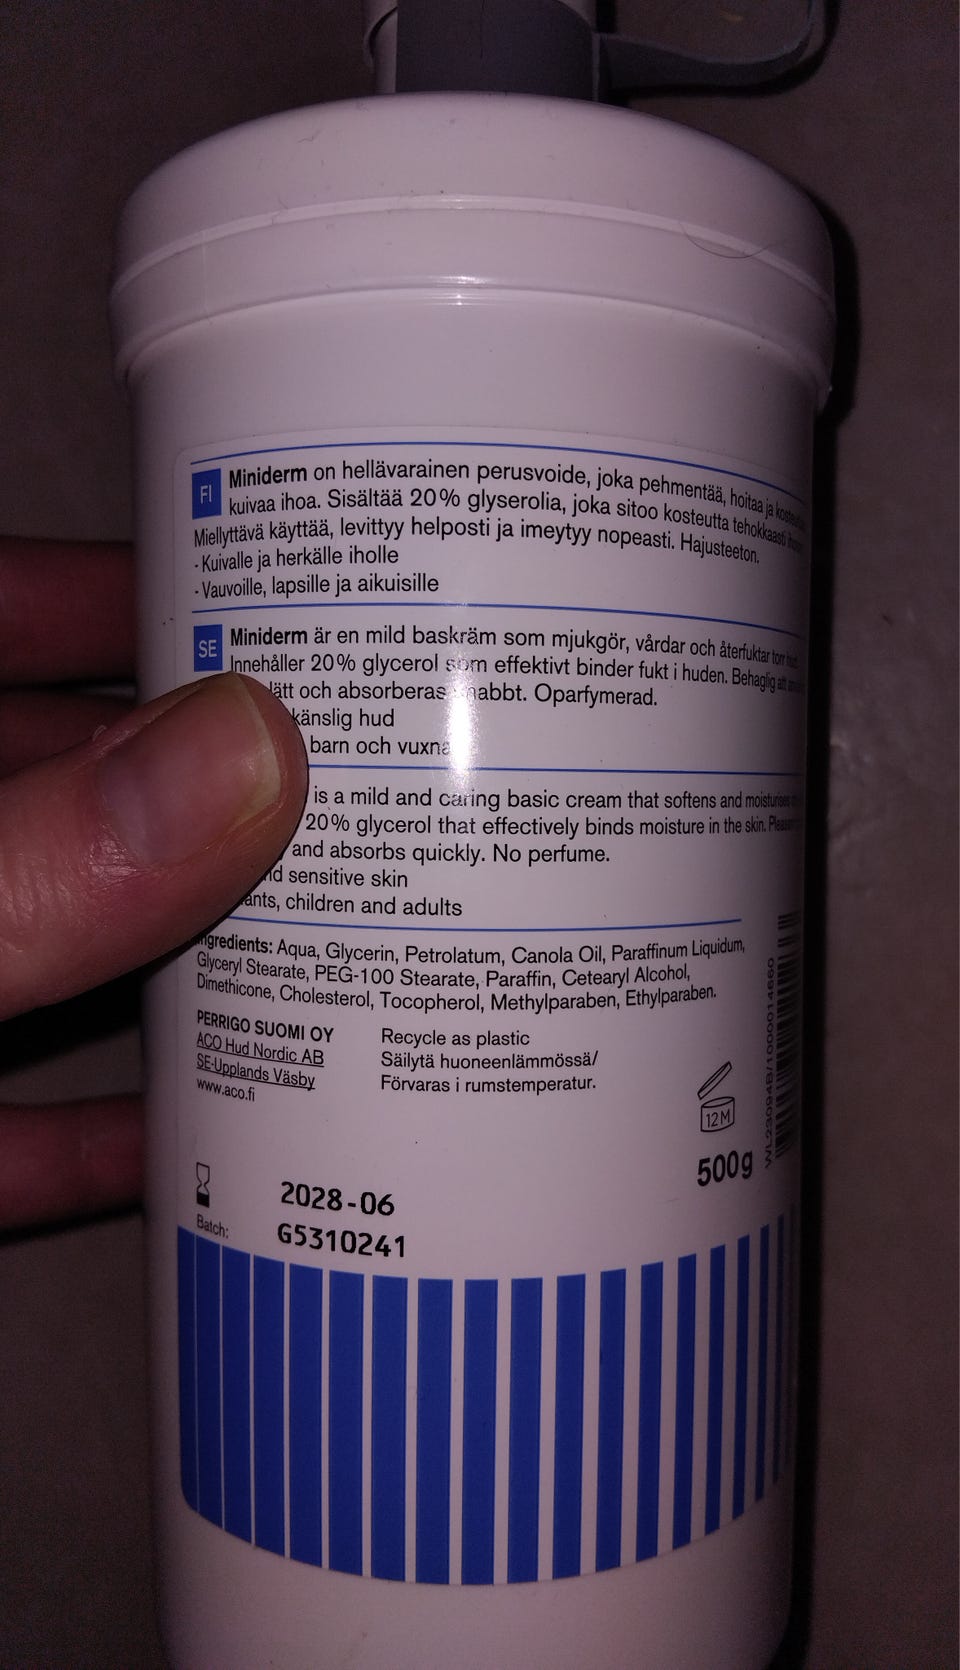 FI
Miniderm on hellävarainen perusvoide, joka pehmentää, hoitaa ja
kuivaa ihoa. Sisältää 20% glyserolia, joka sitoo kosteutta tehokkaasti
Miellyttävä käyttää, levittyy helposti ja imeytyy nopeasti. Hajusteeton.
- Kuivalle ja herkälle iholle
- Vauvoille, lapsille ja aikuisille
SE
Miniderm är en mild baskräm som mjukgör, vårdar och återfuktar torr
Innehåller 20% glycerol som effektivt binder fukt i huden. Behaglig att
lätt och absorberas snabbt. Oparfymerad.
känslig hud
barn och vuxna
is a mild and caring basic cream that softens and moisturises
20% glycerol that effectively binds moisture in the skin.
and absorbs quickly. No perfume.
sensitive skin
children and adults
Ingredients: Aqua, Glycerin, Petrolatum, Canola Oil, Paraffinum Liquidum,
Glyceryl Stearate, PEG-100 Stearate, Paraffin, Cetearyl Alcohol,
Dimethicone, Cholesterol, Tocopherol, Methylparaben, Ethylparaben.
PERRIGO SUOMI OY
ACO Hud Nordic AB
SE-Upplands Väsby
www.aco.fi
Recycle as plastic
Säilytä huoneenlämmössä/
Förvaras i rumstemperatur.
12M
WL23094B/1000014660
500g
2028-06
Batch: G5310241